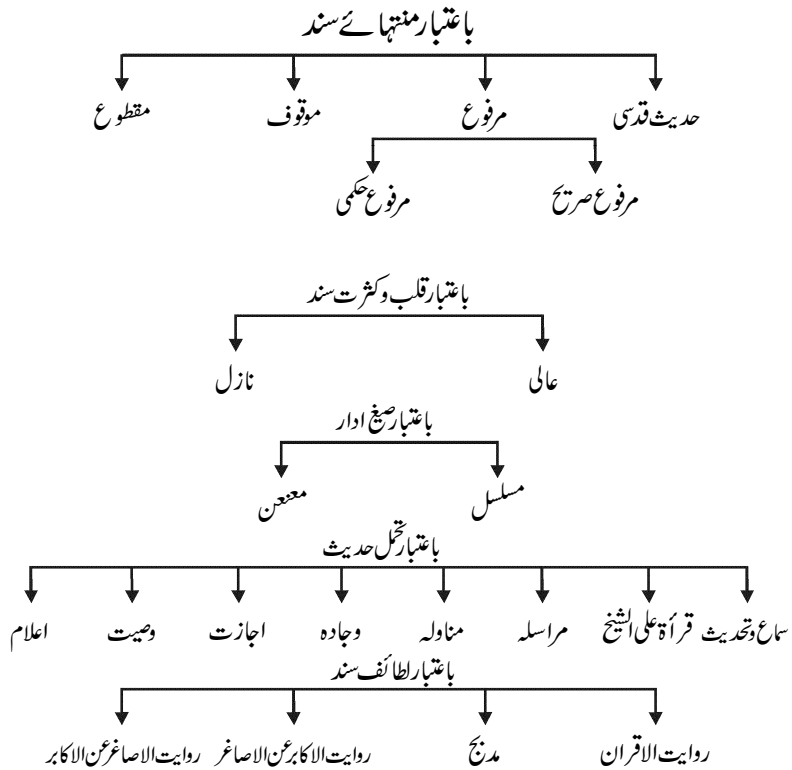 باعتبار منتہائے سند
حدیث قدسی مرفوع موقوف مقطوع
مرفوع صریح مرفوع حکمی
باعتبار قلب و کثرت سند
عالی نازل
باعتبار صیغ ادار
مسلسل معنعن
باعتبار تحمل حدیث
سماع وتحدیث قرأۃ علی الشیخ مراسلہ مناولہ وجادہ اجازت وصیت اعلام
باعتبار لطائف سند
روایت الاقران مدبج روایت الاکابر عن الاصاغر روایت الاصاغر عن الاکابر